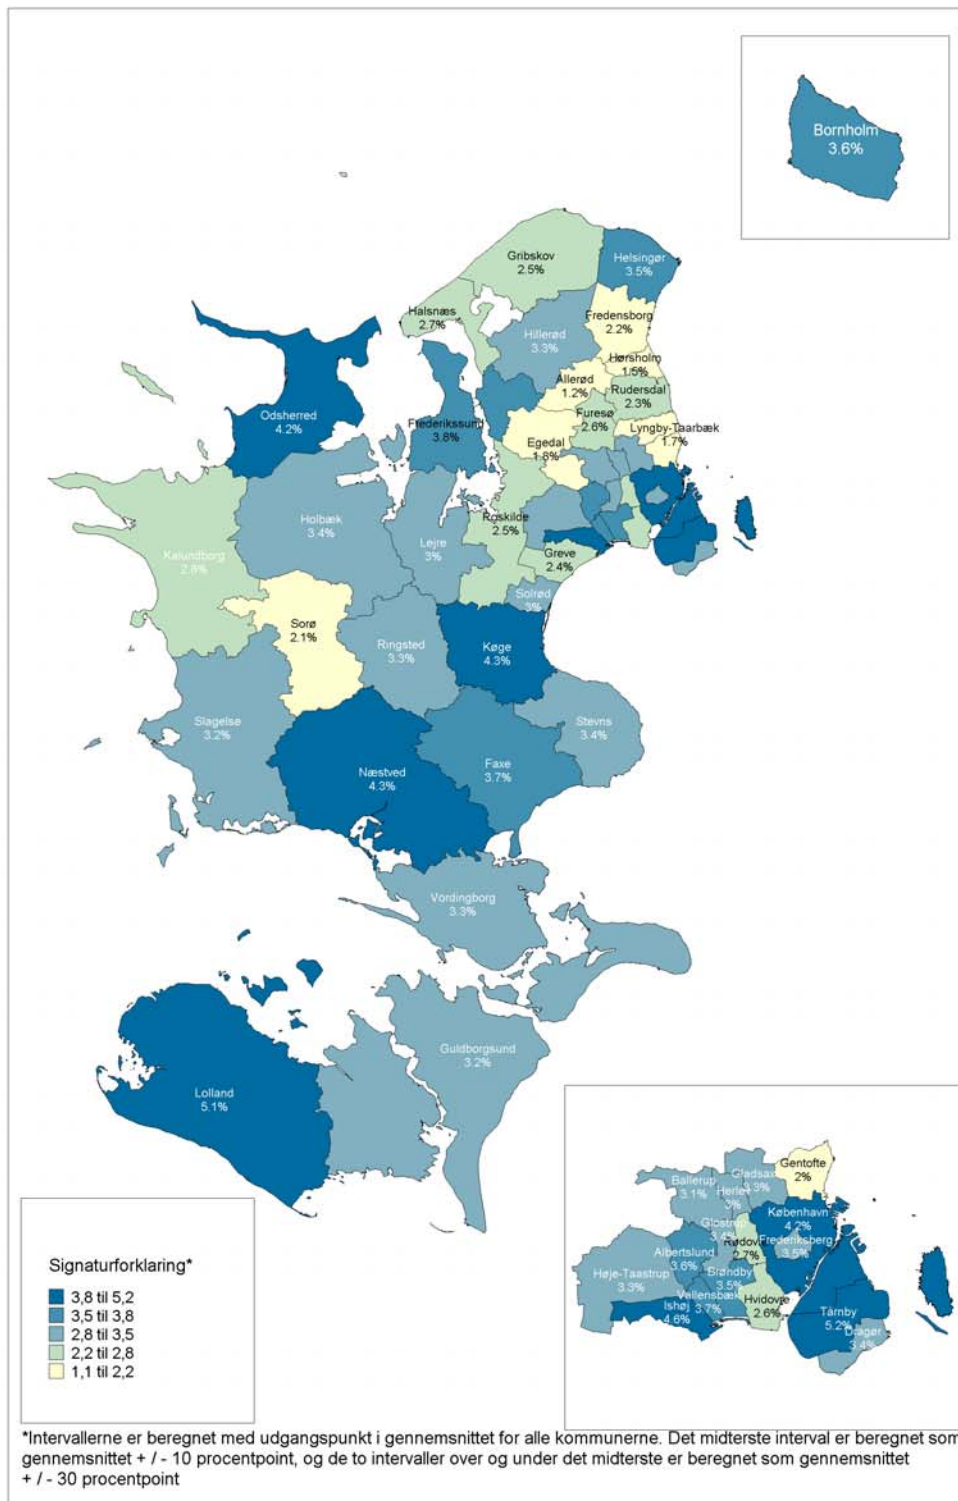 Bornholm
3.6%
Gribskov
2.5%
Helsingør
3.5%
Halsnæs
2.7%
Fredensborg
2.2%
Hillerød
3.3%
Hørsholm
1.5%
Allerød
1.2%
Rudersdal
2.3%
Odsherred
4.2%
Frederikssund
3.8%
Furesø
2.6%
Lyngby-Taarbæk
1.7%
Egedal
1.8%
Holbæk
3.4%
Roskilde
2.5%
Lejre
3%
Kalundborg
2.8%
Greve
2.4%
Solrød
3%
Sorø
2.1%
Ringsted
3.3%
Køge
4.3%
Slagelse
3.2%
Stevns
3.4%
Næstved
4.3%
Faxe
3.7%
Vordingborg
3.3%
Guldborgsund
3.2%
Lolland
5.1%
Gentofte
2%
Gladsax
3.3%
Ballerup
3.1%
Herlev
3%
København
4.2%
Glostrup
3.4%
Rødov
2.7%
Frederiksberg
3.5%
Albertslund
3.6%
Høje-Taastrup
3.3%
Brøndby
3.5%
Vallensbæk
3.7%
Ishøj
4.6%
Hvidovre
2.6%
Tårnby
5.2%
Dragør
3.4%
Signaturforklaring*
3,8 til 5,2
3,5 til 3,8
2,8 til 3,5
2,2 til 2,8
1,1 til 2,2
*Intervallerne er beregnet med udgangspunkt i gennemsnittet for alle kommunerne. Det midterste interval er beregnet som
gennemsnittet + / - 10 procentpoint, og de to intervaller over og under det midterste er beregnet som gennemsnittet
+ / - 30 procentpoint